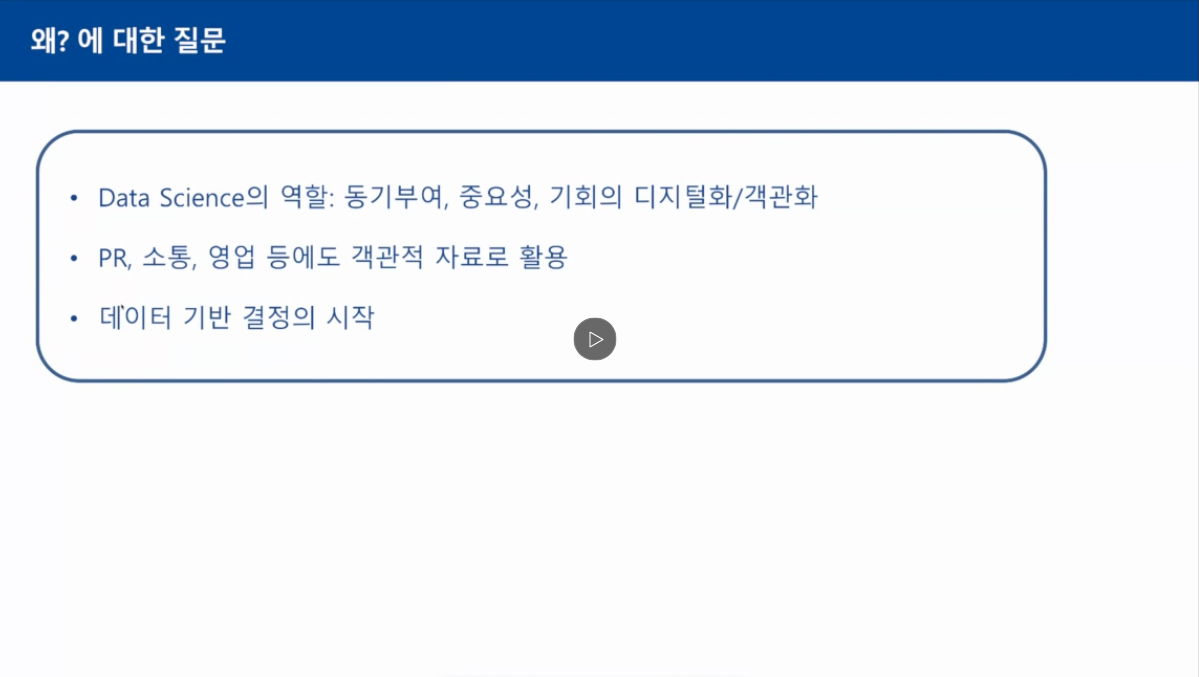 왜? 에 대한 질문
• Data Science의 역할: 동기부여, 중요성, 기회의 디지털화/객관화
• PR, 소통, 영업 등에도 객관적 자료로 활용
• 데이터 기반 결정의 시작